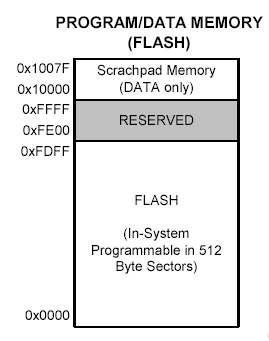 PROGRAM/DATA MEMORY
(FLASH)
0x1007F
Scrachpad Memory
0x10000
(DATA only)
0xFFFF
RESERVED
0xFE00
0xFDFF
FLASH
(In-System
Programmable in 512
Byte Sectors)
0x0000